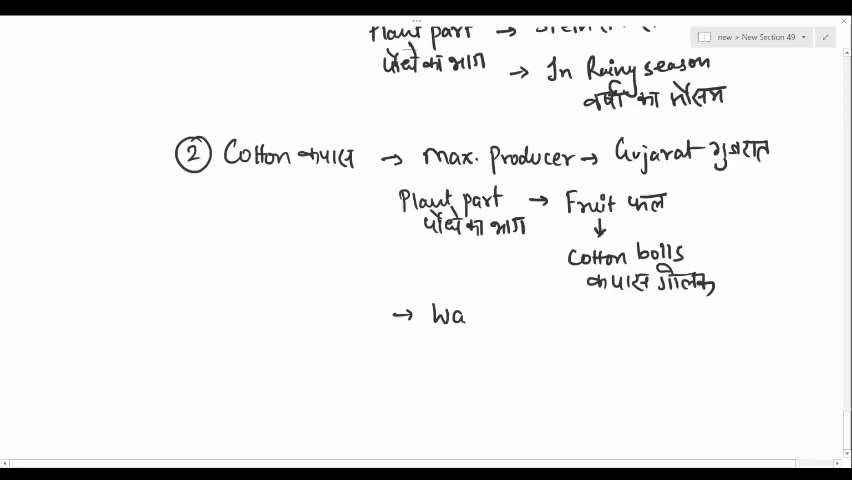 Plant part →
पौधे का भाग
→ In Rainy season
वर्षा का मौसम
new > New Section 49
② Cotton कपास → Max. Producer → Gujarat गुजरात
Plant part → Fruit फल
पौधे का भाग
↓
Cotton bolls
कपास गोलक
→ Wa